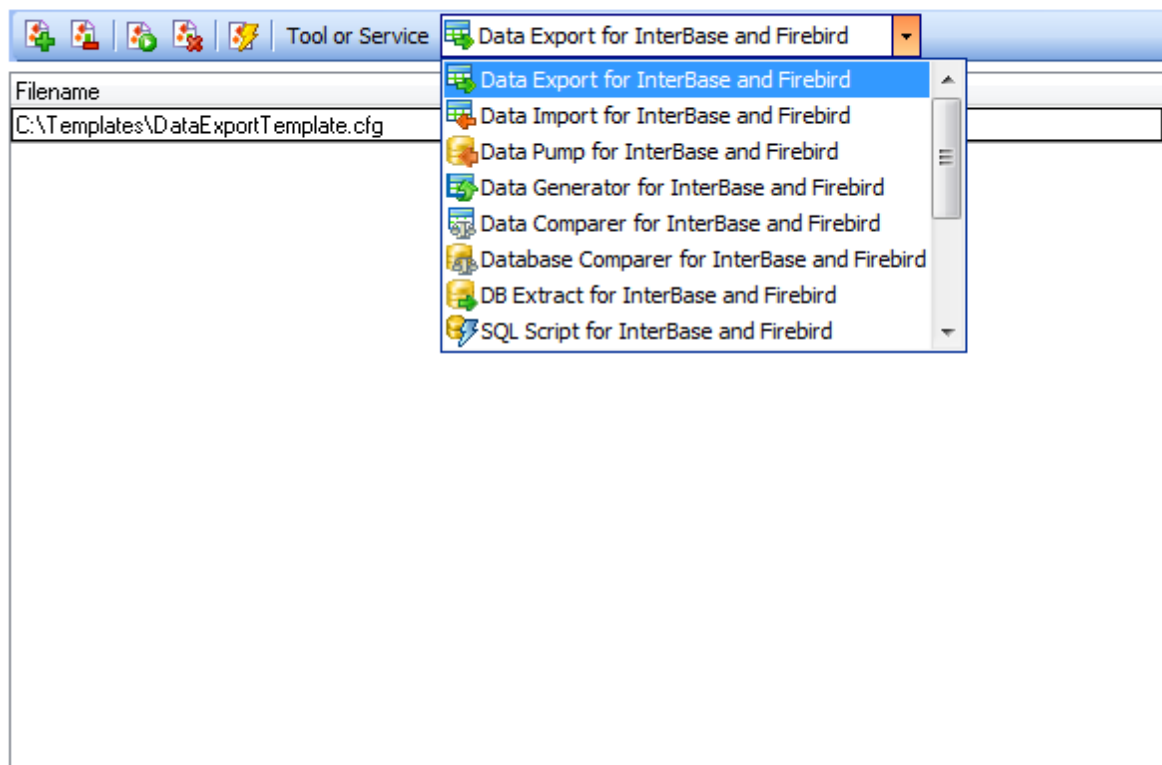 Tool or Service Data Export for InterBase and Firebird
Filename
C:\Templates\DataExportTemplate.cfg
Data Export for InterBase and Firebird
Data Import for InterBase and Firebird
Data Pump for InterBase and Firebird
Data Generator for InterBase and Firebird
Data Comparer for InterBase and Firebird
Database Comparer for InterBase and Firebird
DB Extract for InterBase and Firebird
SQL Script for InterBase and Firebird